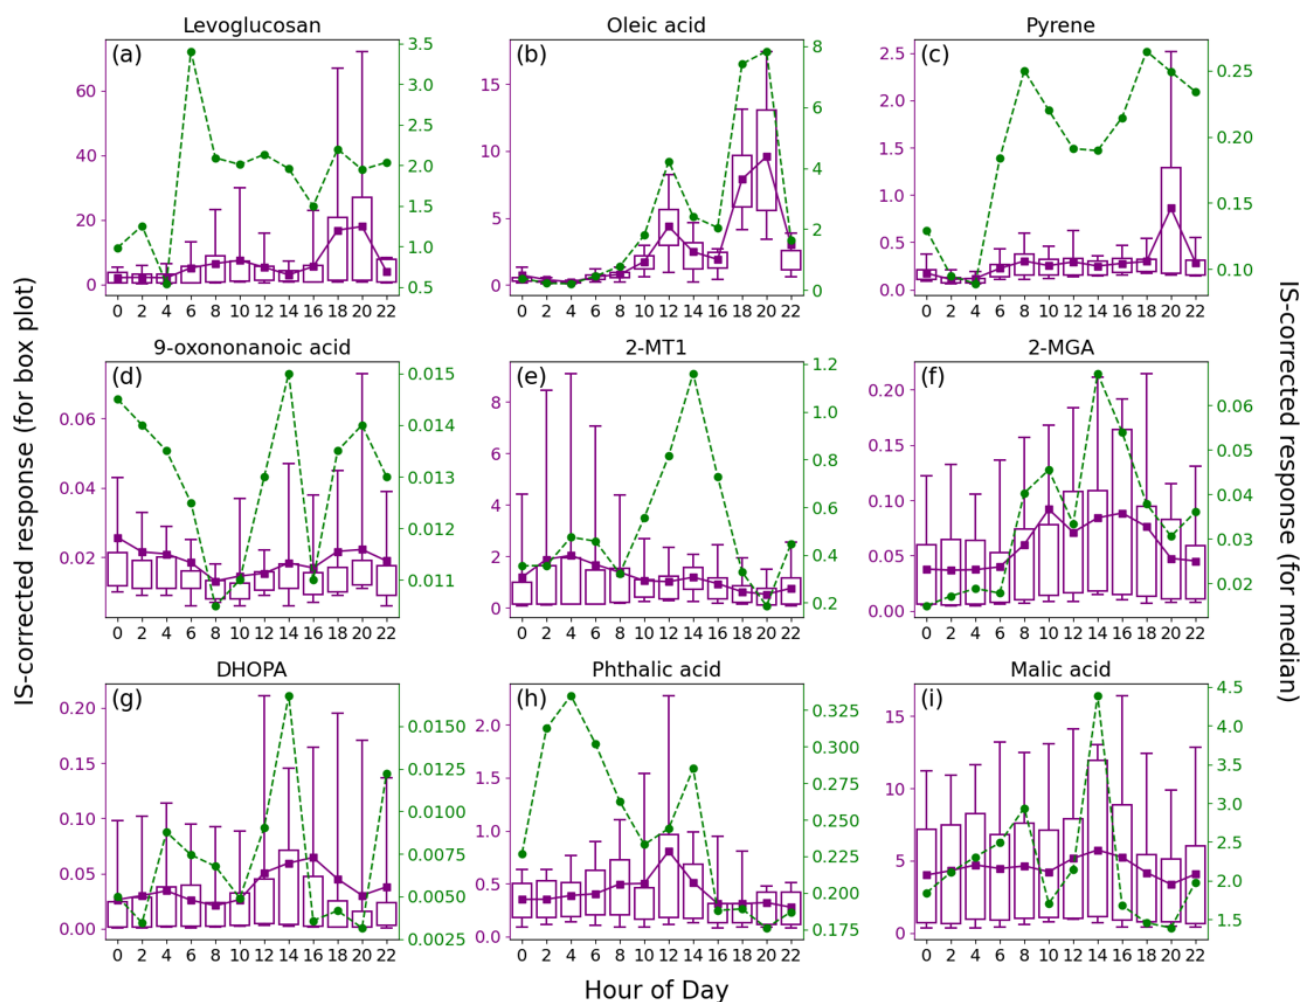 Levoglucosan Oleic acid Pyrene
(a) (b) (c)
60 40 20 0
3.5 3.0 2.5 2.0 1.5 1.0 0.5
15 10 5 0
8 6 4 2 0
2.5 2.0 1.5 1.0 0.5 0.0
0.25 0.20 0.15 0.10
0 2 4 6 8 10 12 14 16 18 20 22 0 2 4 6 8 10 12 14 16 18 20 22 0 2 4 6 8 10 12 14 16 18 20 22
9-oxononanoic acid 2-MT1 2-MGA
(d) (e) (f)
0.06 0.04 0.02
0.015 0.014 0.013 0.012 0.011
8 6 4 2 0
1.2 1.0 0.8 0.6 0.4 0.2
0.20 0.15 0.10 0.05 0.00
0.06 0.05 0.04 0.03 0.02
0 2 4 6 8 10 12 14 16 18 20 22 0 2 4 6 8 10 12 14 16 18 20 22 0 2 4 6 8 10 12 14 16 18 20 22
DHOPA Phthalic acid Malic acid
(g) (h) (i)
0.20 0.15 0.10 0.05 0.00
0.0150 0.0125 0.0100 0.0075 0.0050 0.0025
2.0 1.5 1.0 0.5 0.0
0.325 0.300 0.275 0.250 0.225 0.200 0.175
15 10 5 0
4.5 4.0 3.5 3.0 2.5 2.0 1.5
0 2 4 6 8 10 12 14 16 18 20 22 0 2 4 6 8 10 12 14 16 18 20 22 0 2 4 6 8 10 12 14 16 18 20 22
IS-corrected response (for box plot)
IS-corrected response (for median)
Hour of Day